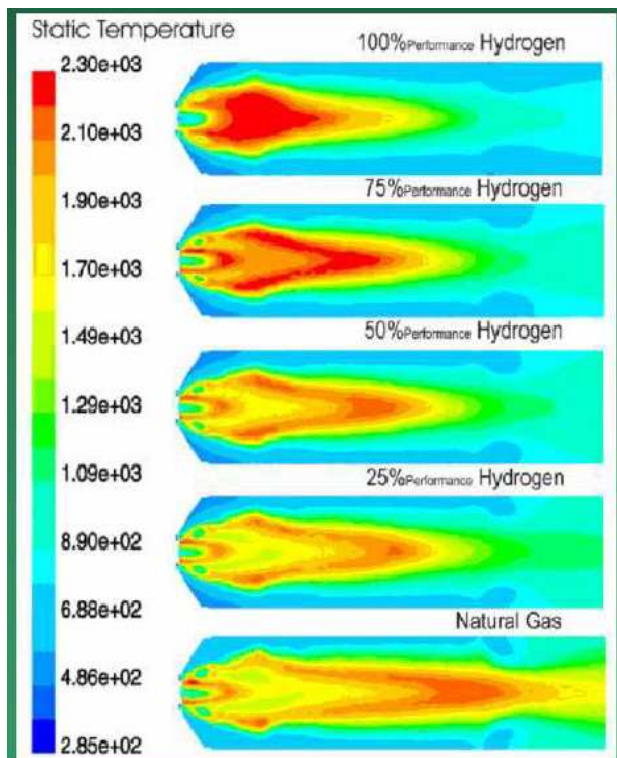 Static Temperature
100%Performance Hydrogen
2.30e+03
2.10e+03
1.90e+03
1.70e+03
1.49e+03
1.29e+03
1.09e+03
8.90e+02
6.88e+02
4.86e+02
2.85e+02
75%Performance Hydrogen
50%Performance Hydrogen
25%Performance Hydrogen
Natural Gas